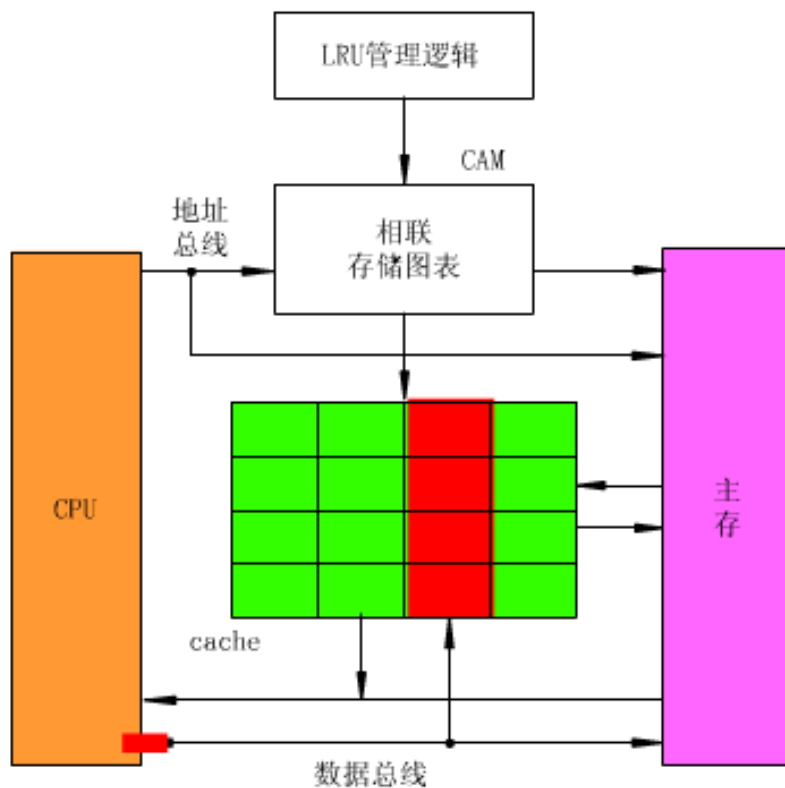 LRU管理逻辑
CAM
地址
总线
相联
存储图表
CPU
主
存
cache
数据总线